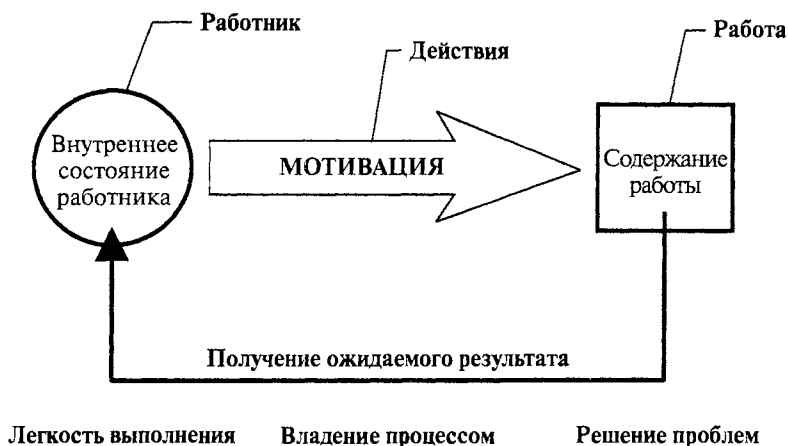 Работник
Действия
Работа
Внутреннее
состояние
работника
МОТИВАЦИЯ
Содержание
работы
Получение ожидаемого результата
Легкость выполнения
Владение процессом
Решение проблем